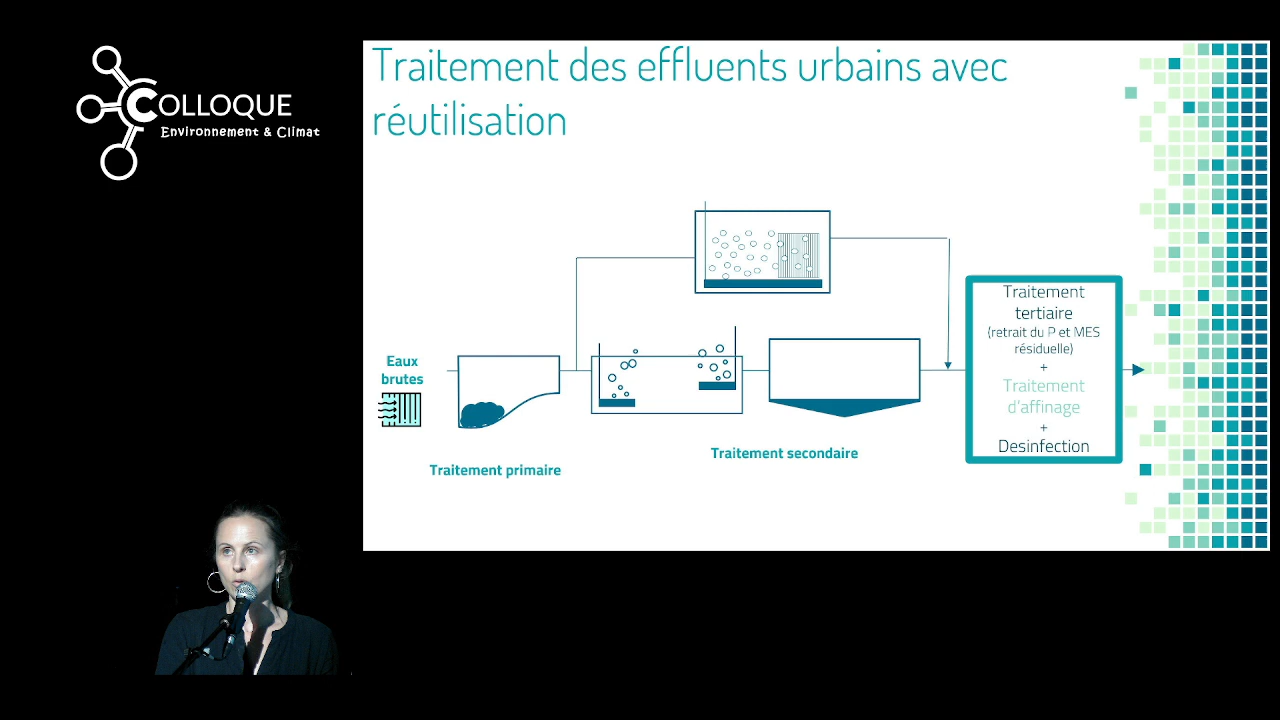 COLLOQUE
Environnement & Climat
Traitement des effluents urbains avec
réutilisation
Eaux
brutes
Traitement primaire
Traitement secondaire
Traitement
tertiaire
(retrait du P et MES
résiduelle)
+
Traitement
d'affinage
+
Desinfection